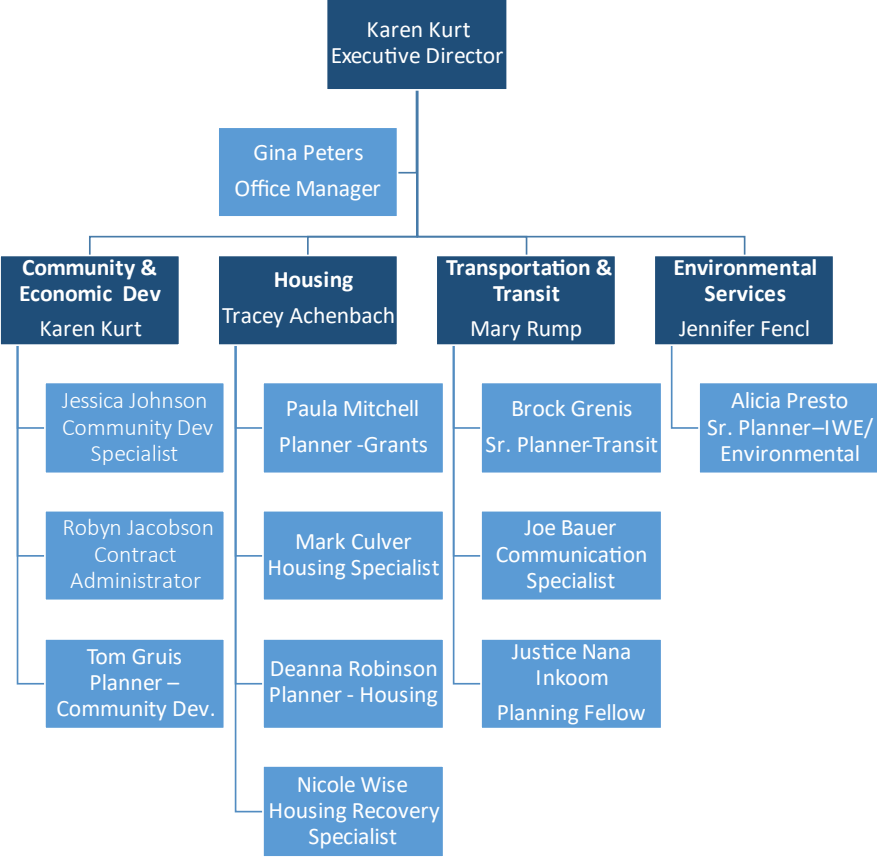 Karen Kurt
Executive Director
Gina Peters
Office Manager
Community &
Economic  Dev
Karen Kurt
Housing
Tracey Achenbach
Transportation &
Transit
Mary Rump
Environmental
Services
Jennifer Fencl
Jessica Johnson
Community Dev
Specialist
Robyn Jacobson
Contract
Administrator
Tom Gruis
Planner –
Community Dev.
Paula Mitchell
Planner -Grants
Mark Culver
Housing Specialist
Deanna Robinson
Planner - Housing
Nicole Wise
Housing Recovery
Specialist
Brock Grenis
Sr. Planner-Transit
Joe Bauer
Communication
Specialist
Justice Nana
Inkoom
Planning Fellow
Alicia Presto
Sr. Planner–IWE/
Environmental